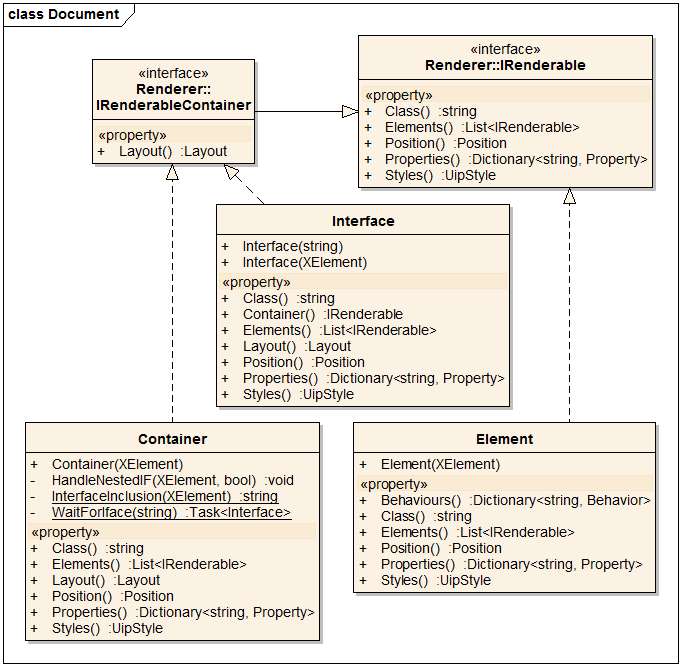 class Document
«interface»
Renderer::
IRenderableContainer
«property»
+ Layout() :Layout
«interface»
Renderer::IRenderable
«property»
+ Class() :string
+ Elements() :List<IRenderable>
+ Position() :Position
+ Properties() :Dictionary<string, Property>
+ Styles() :UipStyle
Interface
+ Interface(string)
+ Interface(XElement)
«property»
+ Class() :string
+ Container() :IRenderable
+ Elements() :List<IRenderable>
+ Layout() :Layout
+ Position() :Position
+ Properties() :Dictionary<string, Property>
+ Styles() :UipStyle
Container
+ Container(XElement)
- HandleNestedIF(XElement, bool) :void
- InterfaceInclusion(XElement) :string
- WaitForIface(string) :Task<Interface>
«property»
+ Class() :string
+ Elements() :List<IRenderable>
+ Layout() :Layout
+ Position() :Position
+ Properties() :Dictionary<string, Property>
+ Styles() :UipStyle
Element
+ Element(XElement)
«property»
+ Behaviours() :Dictionary<string, Behavior>
+ Class() :string
+ Elements() :List<IRenderable>
+ Position() :Position
+ Properties() :Dictionary<string, Property>
+ Styles() :UipStyle